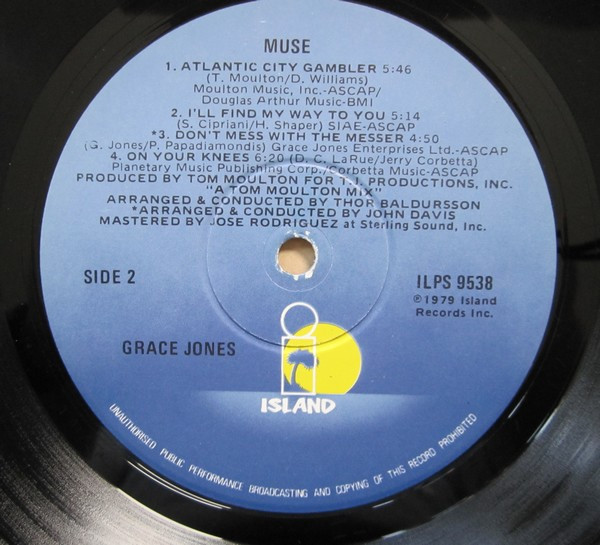 MUSE
1. ATLANTIC CITY GAMBLER 5:46
(T. Moulton/D. Williams)
Moulton Music, Inc.-ASCAP/
Douglas Arthur Music-BMI
2. I'LL FIND MY WAY TO YOU 5:14
(S. Cipriani/H. Shaper) SIAE-ASCAP
*3. DON'T MESS WITH THE MESSER 4:50
(G. Jones/P. Papadiamondis) Grace Jones Enterprises Ltd.-ASCAP
4. ON YOUR KNEES 6:20 (D. C. LaRue/Jerry Corbetta)
Planetary Music Publishing Corp./Corbetta Music-ASCAP
PRODUCED BY TOM MOULTON FOR T.J. PRODUCTIONS, INC.
"A TOM MOULTON MIX"
ARRANGED & CONDUCTED BY THOR BALDURSSON
*ARRANGED & CONDUCTED BY JOHN DAVIS
MASTERED BY JOSE RODRIGUEZ at Sterling Sound, Inc.
SIDE 2
ILPS 9538
℗1979 Island
Records Inc.
GRACE JONES
ISLAND
UNAUTHORISED PUBLIC PERFORMANCE BROADCASTING AND COPYING OF THIS RECORD PROHIBITED